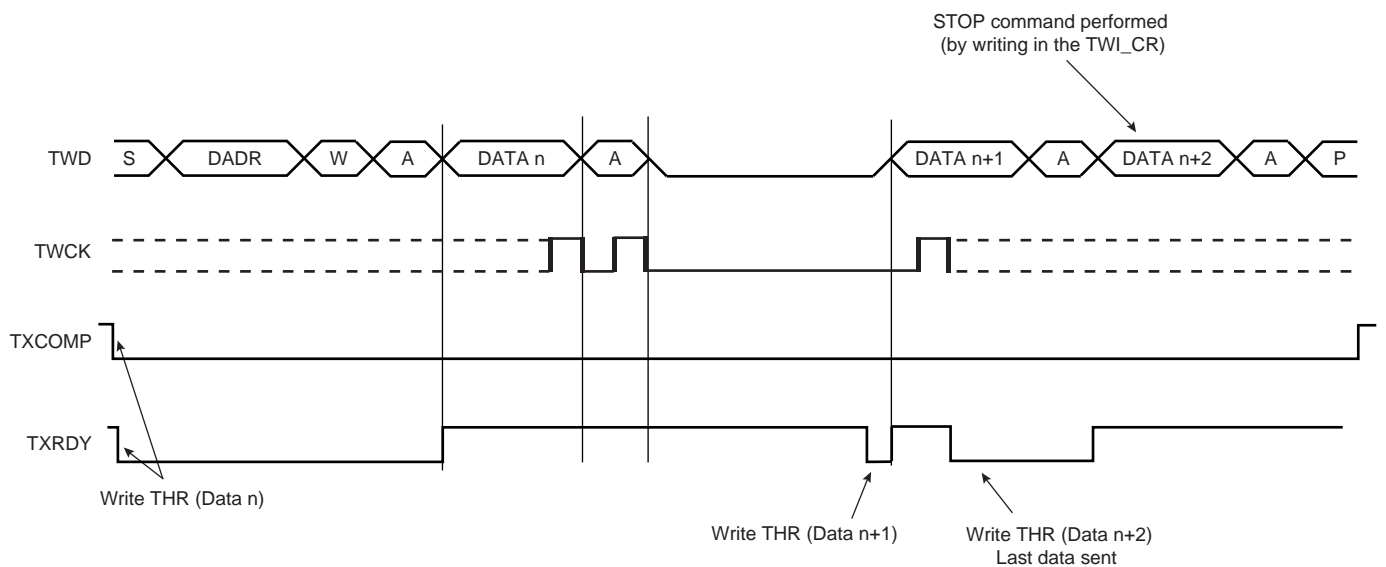 STOP command performed
(by writing in the TWI_CR)
TWD S DADR W A DATA n A DATA n+1 A DATA n+2 A P
TWCK
TXCOMP
TXRDY
Write THR (Data n)
Write THR (Data n+1)
Write THR (Data n+2)
Last data sent